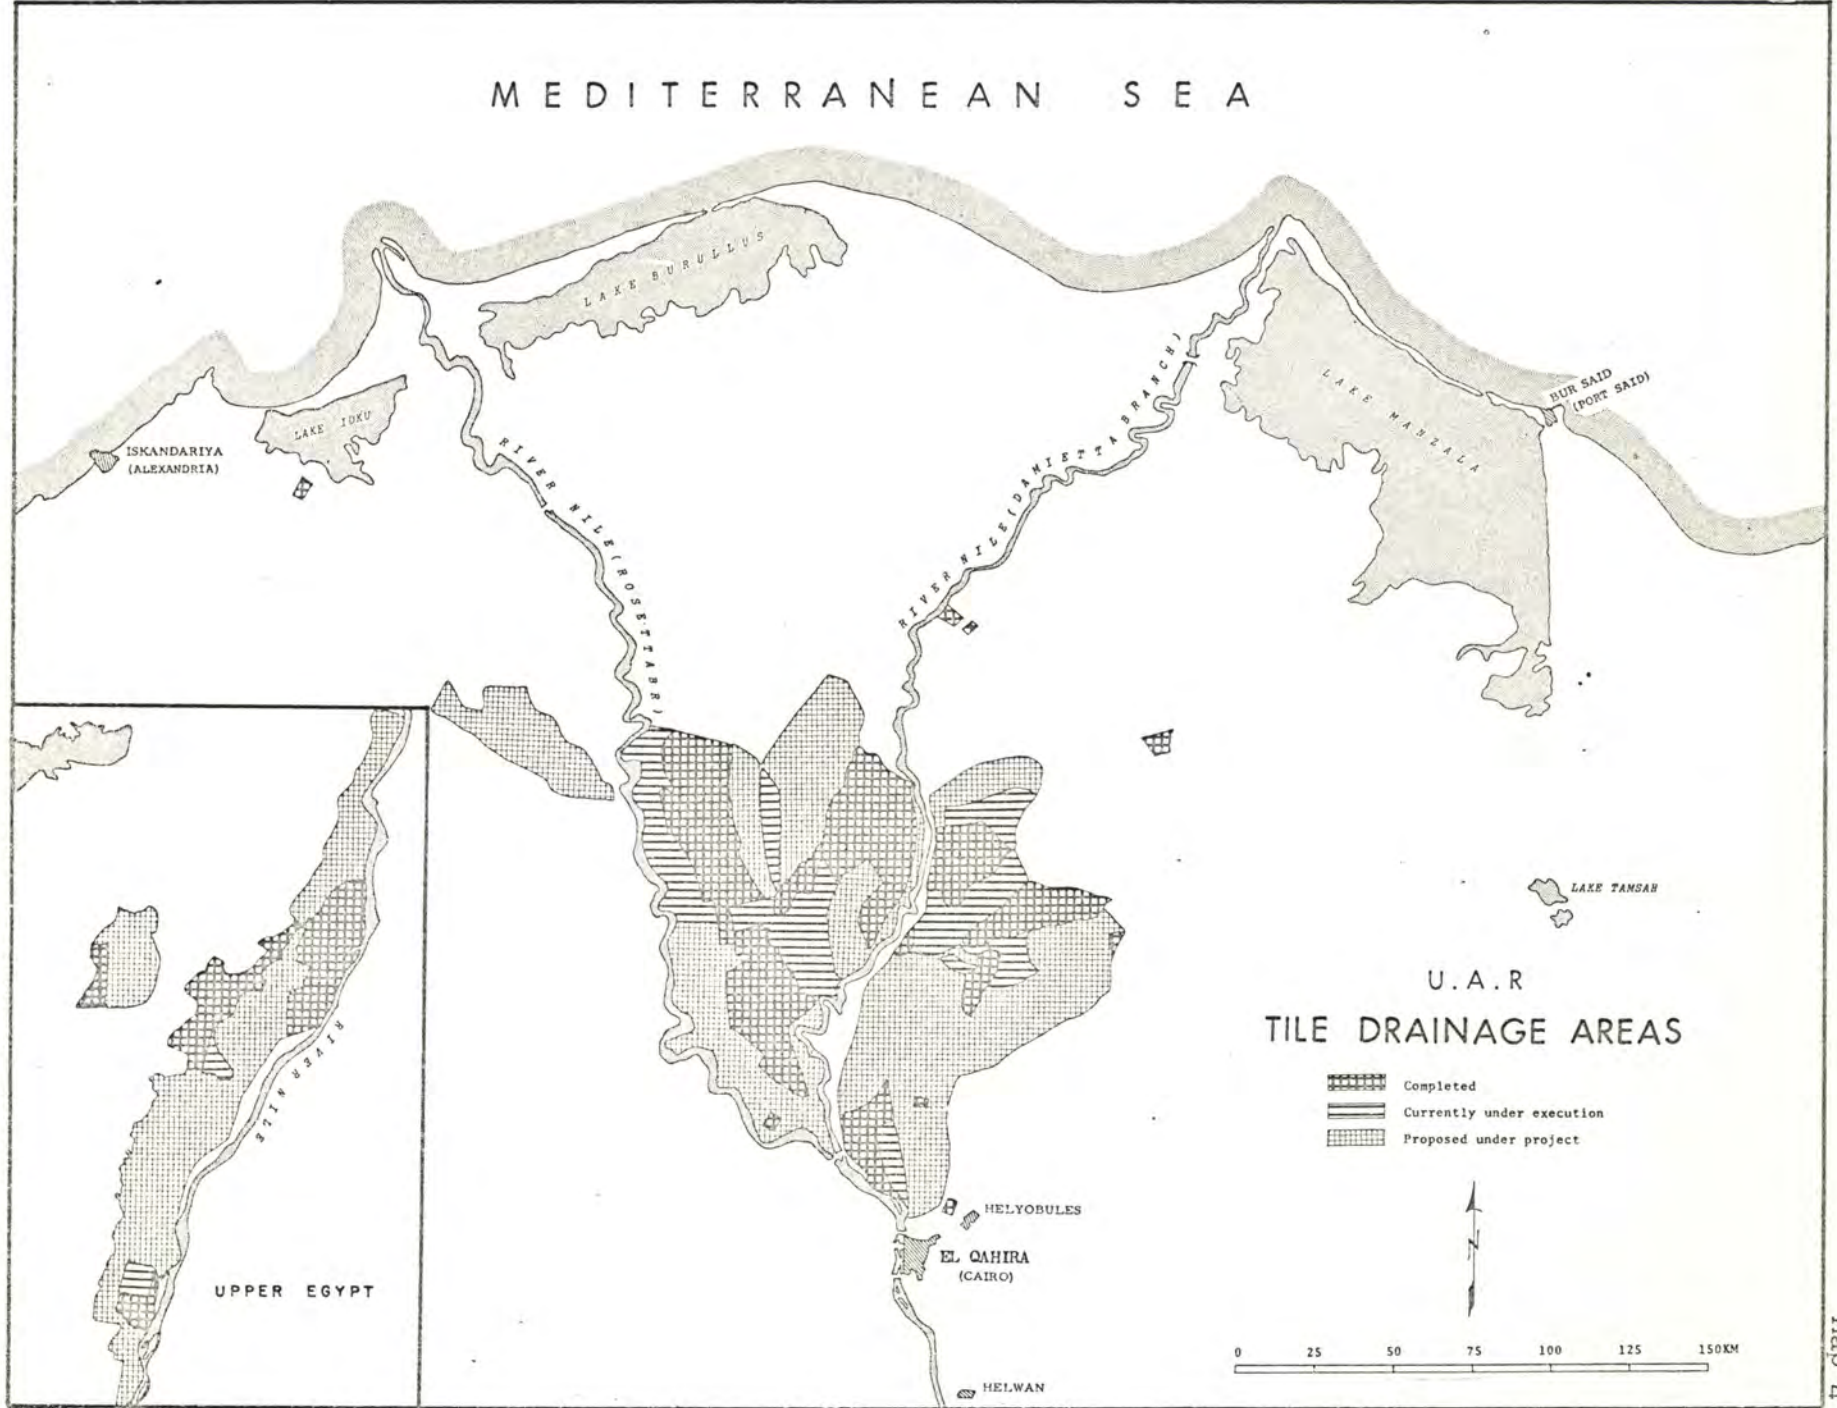 MEDITERRANEAN SEA
LAKE BURULLUS
BUR SAID
(PORT SAID)
LAKE MANZALA
LAKE IDKU
ISKANDARIYA
(ALEXANDRIA)
RIVER NILE (ROSETTA BR)
RIVER NILE (DAMIETTA BRANCH)
LAKE TAMSAH
U.A.R
TILE DRAINAGE AREAS
Completed
Currently under execution
Proposed under project
N
RIVER NILE
UPPER EGYPT
HELYOBULES
EL QAHIRA
(CAIRO)
HELWAN
0 25 50 75 100 125 150KM